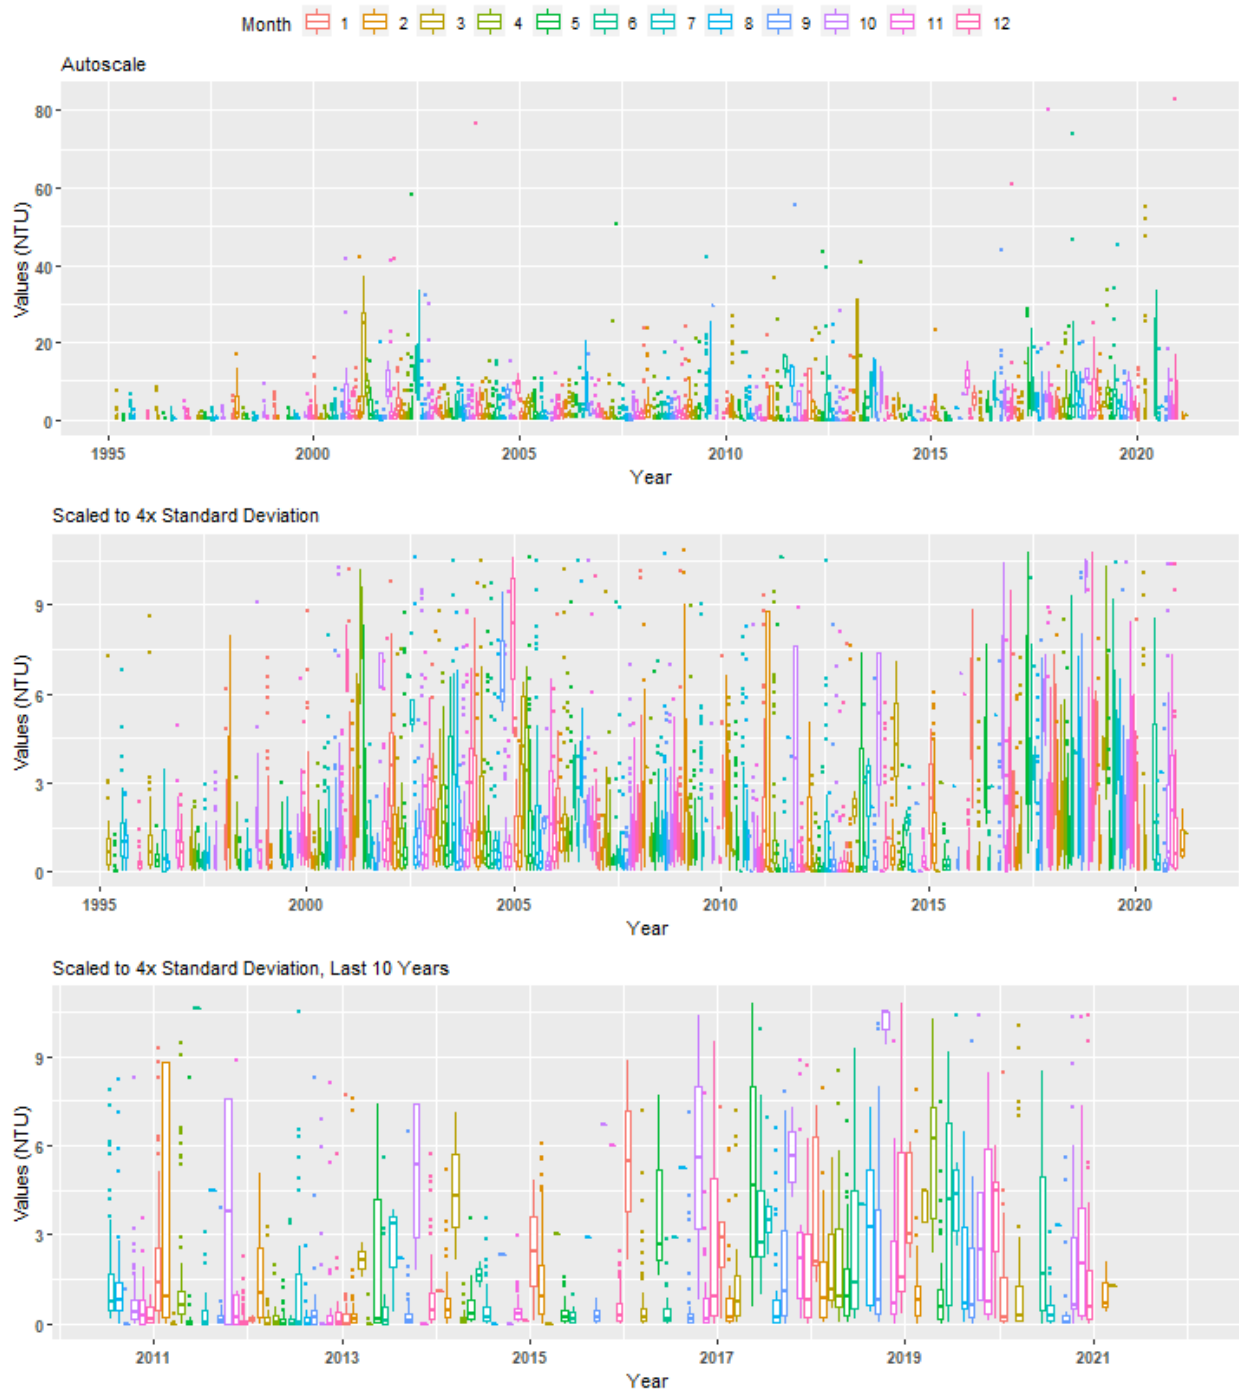 Month 1 2 3 4 5 6 7 8 9 10 11 12
Autoscale
80
60
40
20
0
Values (NTU)
1995 2000 2005 2010 2015 2020
Year
Scaled to 4x Standard Deviation
9
6
3
0
Values (NTU)
1995 2000 2005 2010 2015 2020
Year
Scaled to 4x Standard Deviation, Last 10 Years
9
6
3
0
Values (NTU)
2011 2013 2015 2017 2019 2021
Year